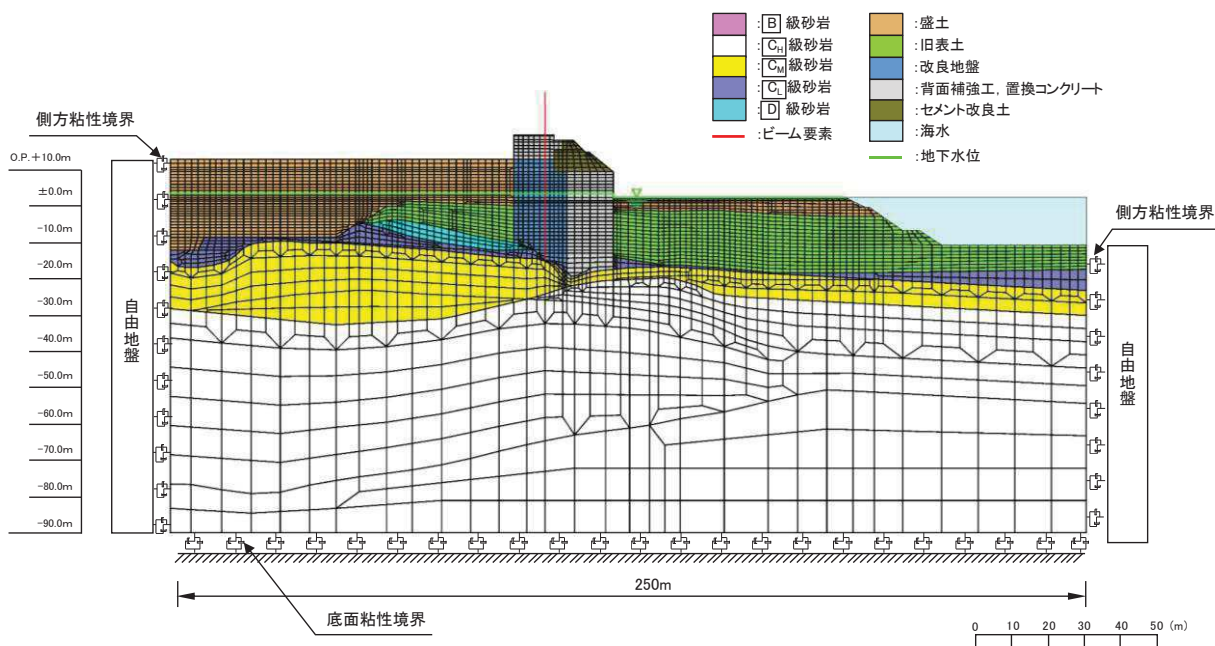 :B 級砂岩
:CH級砂岩
:CM級砂岩
:CL級砂岩
:D 級砂岩
:ビーム要素
:盛土
:旧表土
:改良地盤
:背面補強工，置換コンクリート
:セメント改良土
:海水
:地下水位
側方粘性境界
O.P.+10.0m
±0.0m
-10.0m
-20.0m
-30.0m
-40.0m
-50.0m
-60.0m
-70.0m
-80.0m
-90.0m
自由地盤
側方粘性境界
自由地盤
250m
底面粘性境界
0 10 20 30 40 50 (m)